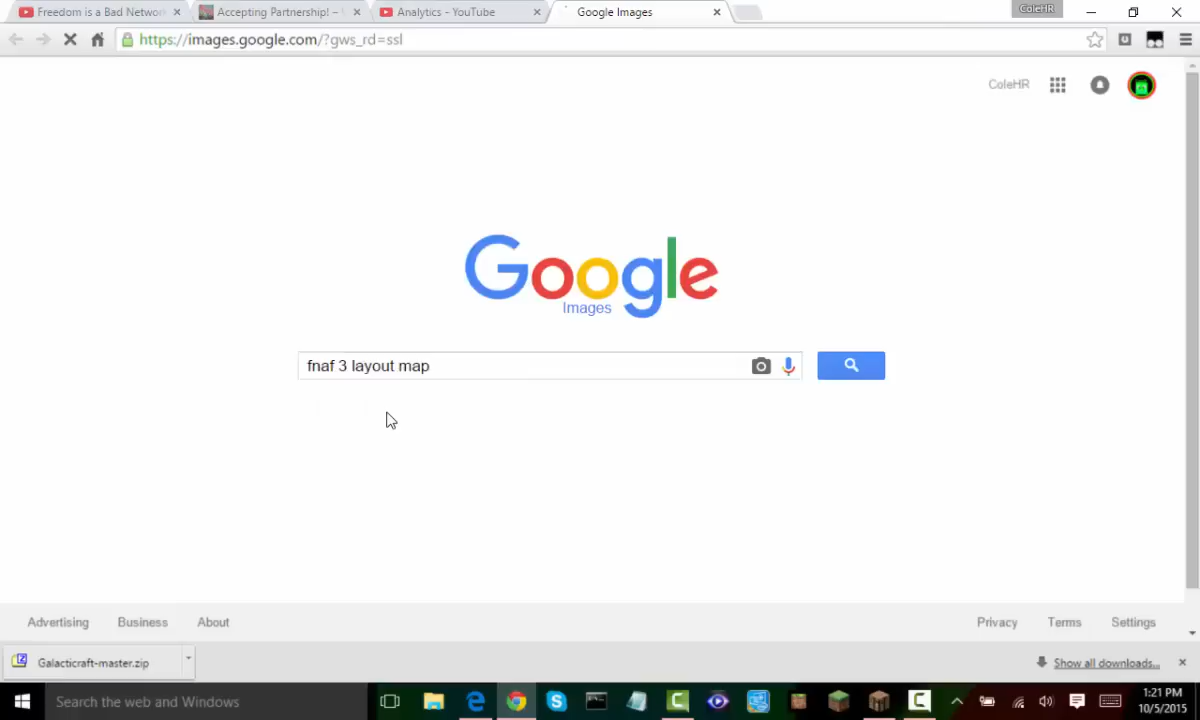 Freedom is a Bad Network
Accepting Partnership! –
Analytics - YouTube
Google Images
ColeHR
https://images.google.com/?gws_rd=ssl
ColeHR
Google
Images
fnaf 3 layout map
Advertising Business About Privacy Terms Settings
Galacticraft-master.zip
Show all downloads...
Search the web and Windows
1:21 PM
10/5/2015